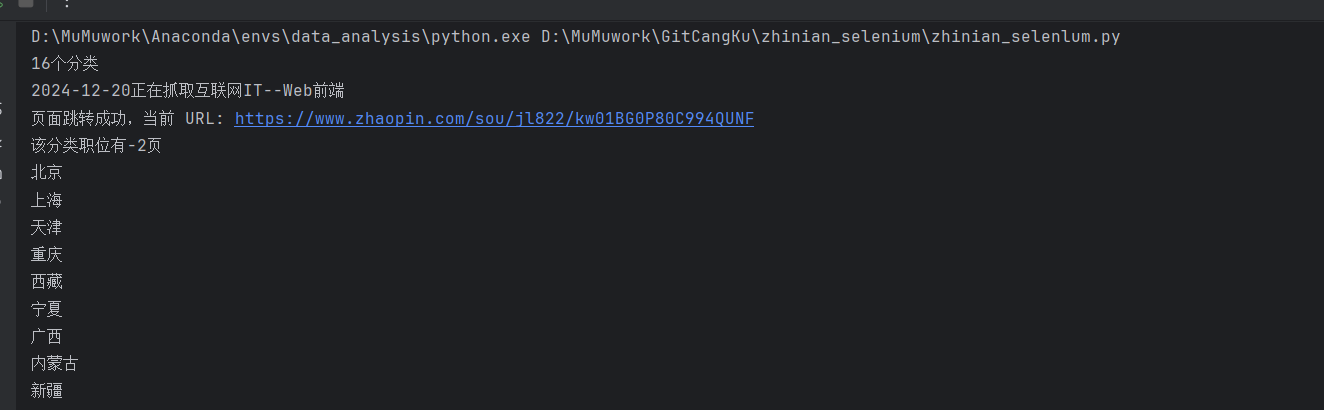 D:\MuMuwork\Anaconda\envs\data_analysis\python.exe D:\MuMuwork\GitCangKu\zhinian_selenium\zhinian_selenlum.py
16个分类
2024-12-20正在抓取互联网IT--Web前端
页面跳转成功，当前 URL: https://www.zhaopin.com/sou/jl822/kw01BG0P80C994QUNF
该分类职位有-2页
北京
上海
天津
重庆
西藏
宁夏
广西
内蒙古
新疆